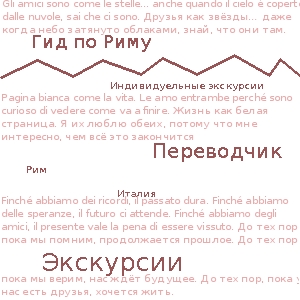 Gli amici sono come le stelle... anche quando il cielo è coperto
dalle nuvole, sai che ci sono. Друзья как звёзды... даже
когда небо затянуто облаками, знай, что они там.
Гид по Риму
Индивидуельные экскурсии
Pagina bianca come la vita. Le amo entrambe perché sono
curioso di vedere come va a finire. Жизнь как белая
страница. Я их люблю обеих, потому что мне
интересно, чем всё это закончится
Переводчик
Рим
Италия
Finché abbiamo dei ricordi, il passato dura. Finché abbiamo
delle speranze, il futuro ci attende. Finché abbiamo degli
amici, il presente vale la pena di essere vissuto. До тех пор
пока мы помним, продолжается прошлое. До тех пор
Экскурсии
пока мы верим, нас ждёт будущее. До тех пор, пока у
нас есть друзья, хочется жить.